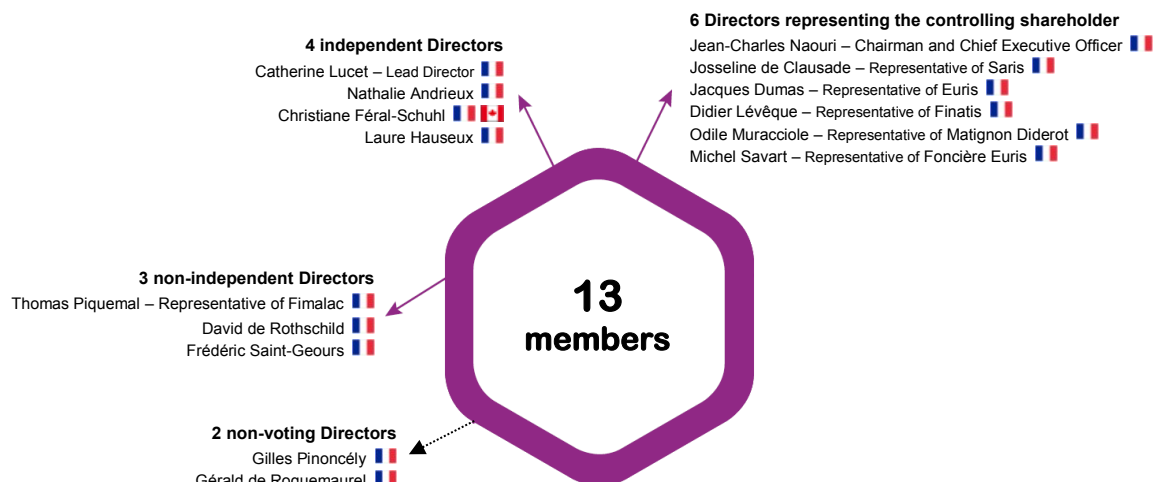 4 independent Directors
Catherine Lucet – Lead Director
Nathalie Andrieux
Christiane Féral-Schuhl
Laure Hauseux
6 Directors representing the controlling shareholder
Jean-Charles Naouri – Chairman and Chief Executive Officer
Josseline de Clausade – Representative of Saris
Jacques Dumas – Representative of Euris
Didier Lévêque – Representative of Finatis
Odile Muracciole – Representative of Matignon Diderot
Michel Savart – Representative of Foncière Euris
3 non-independent Directors
Thomas Piquemal – Representative of Fimalac
David de Rothschild
Frédéric Saint-Geours
13
members
2 non-voting Directors
Gilles Pinoncély
Gérald de Roquemaurel